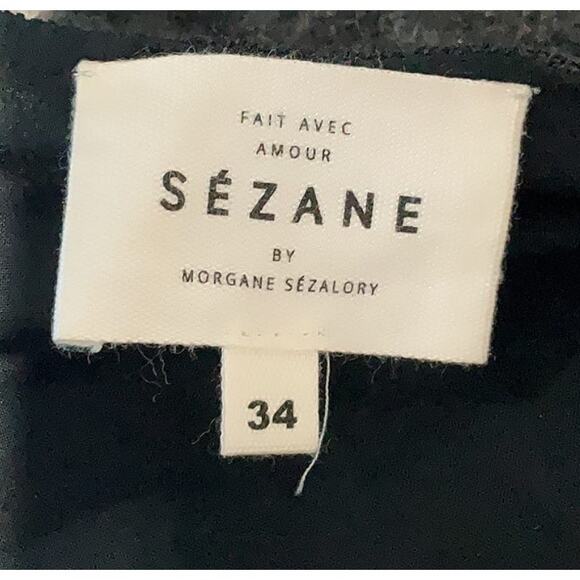 FAIT AVEC
AMOUR
SÉZANE
BY
MORGANE SÉZALORY
34